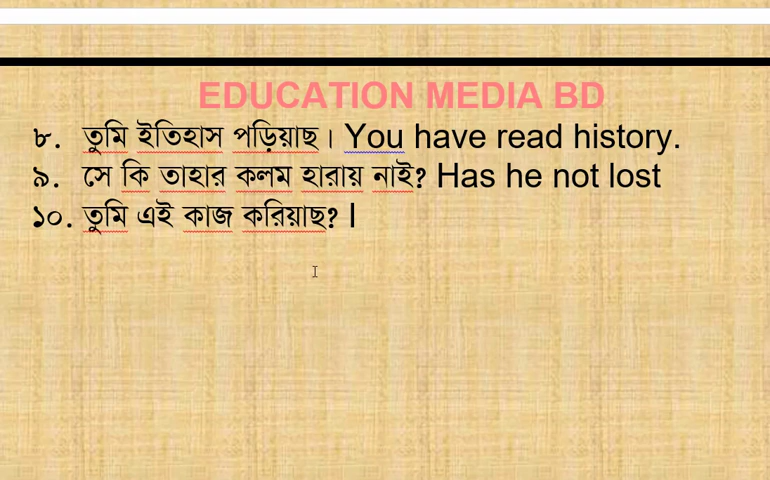 EDUCATION MEDIA BD
৮. তুমি ইতিহাস পড়িয়াছ। You have read history.
৯. সে কি তাহার কলম হারায় নাই? Has he not lost
১০. তুমি এই কাজ করিয়াছ?